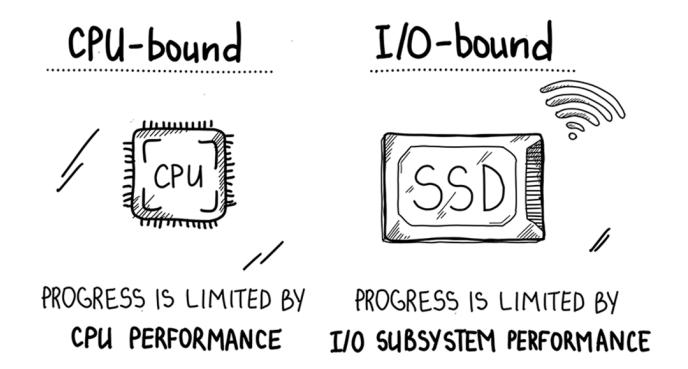 CPU-bound
CPU
PROGRESS IS LIMITED BY
CPU PERFORMANCE
I/O-bound
SSD
PROGRESS IS LIMITED BY
I/O SUBSYSTEM PERFORMANCE